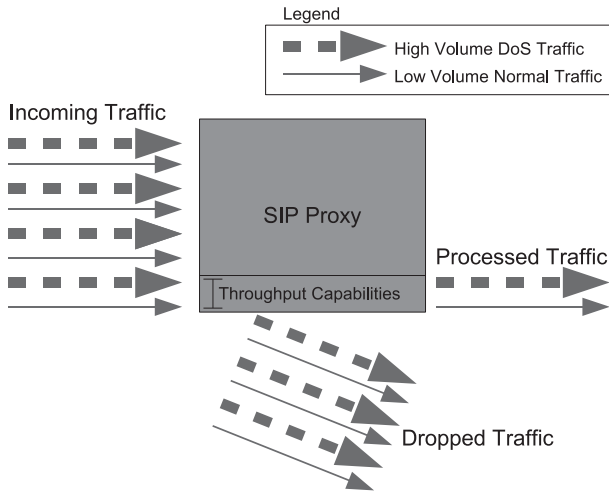 Legend
High Volume DoS Traffic
Low Volume Normal Traffic
Incoming Traffic
SIP Proxy
Processed Traffic
Throughput Capabilities
Dropped Traffic